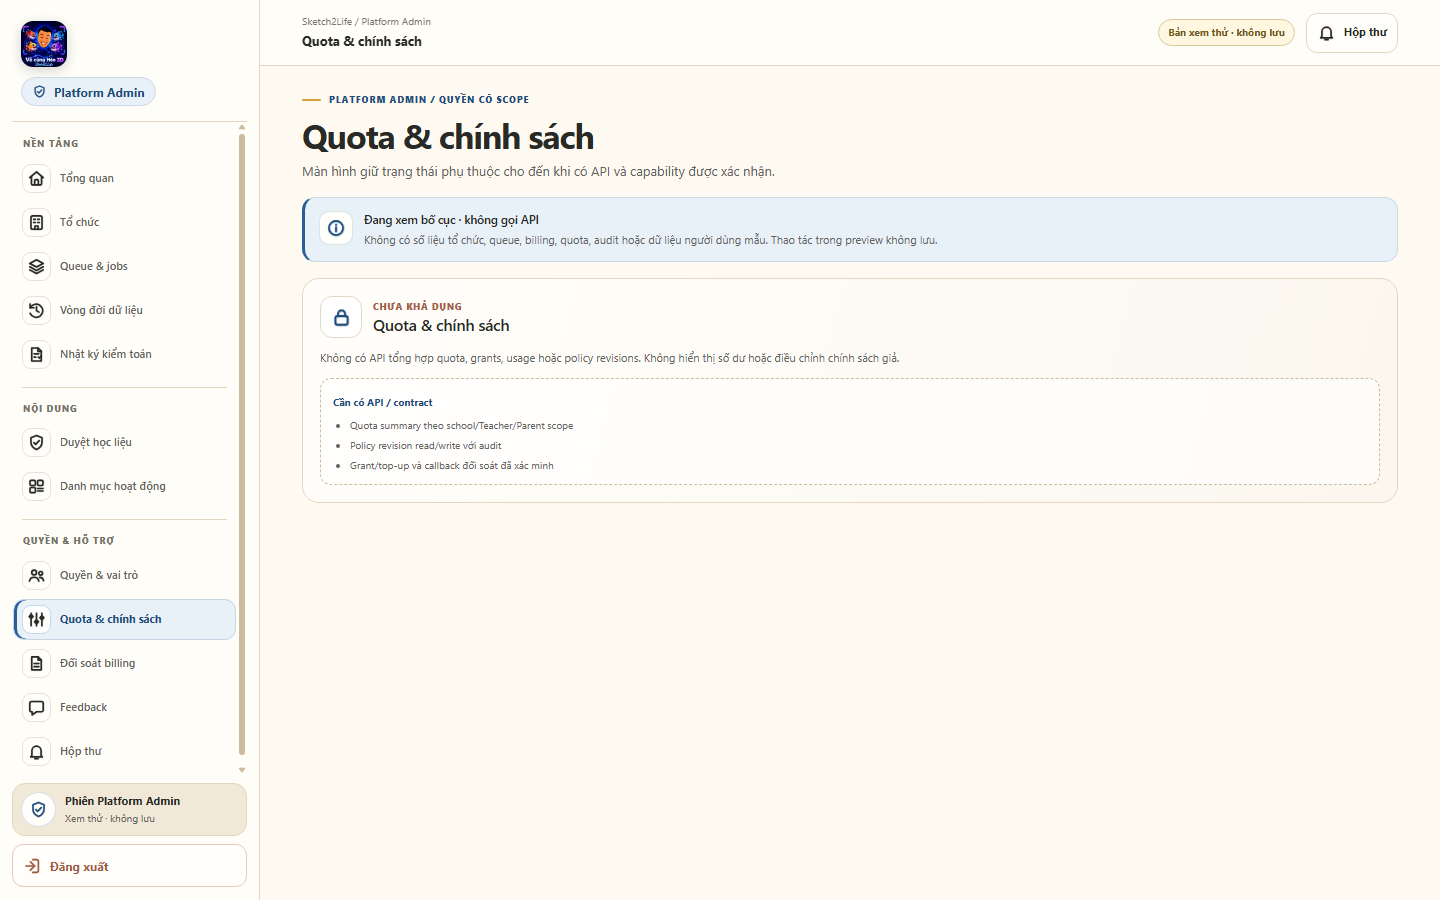 Vẽ cùng Héo 3D
Platform Admin
NỀN TẢNG
Tổng quan
Tổ chức
Queue & jobs
Vòng đời dữ liệu
Nhật ký kiểm toán
NỘI DUNG
Duyệt học liệu
Danh mục hoạt động
QUYỀN & HỖ TRỢ
Quyền & vai trò
Quota & chính sách
Đối soát billing
Feedback
Hộp thư
Phiên Platform Admin
Xem thử · không lưu
Đăng xuất
Sketch2Life / Platform Admin
Quota & chính sách
Bản xem thử · không lưu
Hộp thư
PLATFORM ADMIN / QUYỀN CÓ SCOPE
Quota & chính sách
Màn hình giữ trạng thái phụ thuộc cho đến khi có API và capability được xác nhận.
Đang xem bố cục · không gọi API
Không có số liệu tổ chức, queue, billing, quota, audit hoặc dữ liệu người dùng mẫu. Thao tác trong preview không lưu.
CHƯA KHẢ DỤNG
Quota & chính sách
Không có API tổng hợp quota, grants, usage hoặc policy revisions. Không hiển thị số dư hoặc điều chỉnh chính sách giả.
Cần có API / contract
Quota summary theo school/Teacher/Parent scope
Policy revision read/write với audit
Grant/top-up và callback đối soát đã xác minh